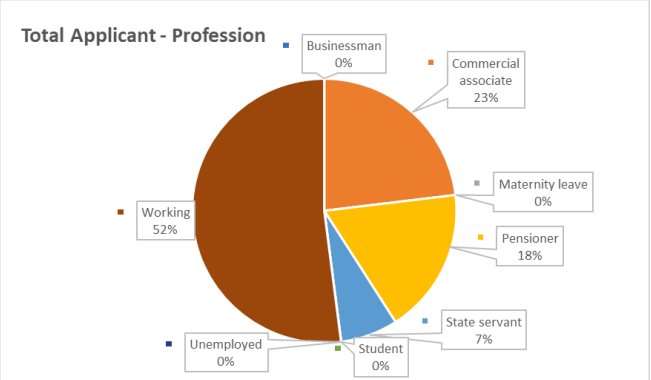 Total Applicant - Profession
Businessman
0%
Commercial
associate
23%
Maternity leave
0%
Pensioner
18%
State servant
7%
Student
0%
Unemployed
0%
Working
52%